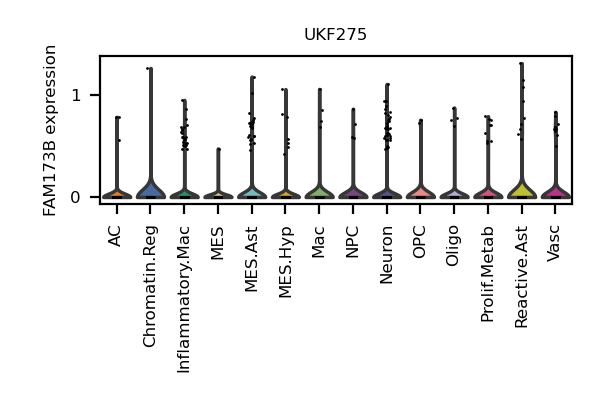 UKF275
FAM173B expression
1
0
AC
Chromatin.Reg
Inflammatory.Mac
MES
MES.Ast
MES.Hyp
Mac
NPC
Neuron
OPC
Oligo
Prolif.Metab
Reactive.Ast
Vasc